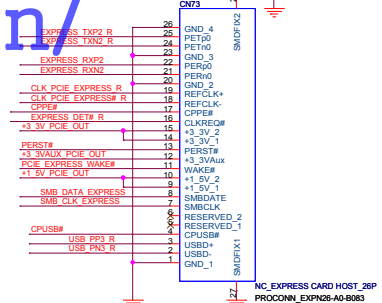 n/
CN73
26 GND_4
EXPRESS_TXP2_R 25 PETp0
EXPRESS_TXN2_R 24 PETn0
23 GND_3
EXPRESS_RXP2 22 PERp0
EXPRESS_RXN2 21 PERn0
20 GND_2
CLK_PCIE_EXPRESS_R 19 REFCLK+
CLK_PCIE_EXPRESS#_R 18 REFCLK-
CPPE# 17 CPPE#
EXPRESS_DET#_R 16 CLKREQ#
+3_3V_PCIE_OUT 15 +3_3V_2
14 +3_3V_1
PERST# 13 PERST#
+3_3VAUX_PCIE_OUT 12 +3_3VAux
PCIE_EXPRESS_WAKE# 11 WAKE#
+1_5V_PCIE_OUT 10 +1_5V_2
9 +1_5V_1
SMB_DATA_EXPRESS 8 SMBDATE
SMB_CLK_EXPRESS 7 SMBCLK
6 RESERVED_2
5 RESERVED_1
CPUSB# 4 CPUSB#
USB_PP3_R 3 USBD+
USB_PN3_R 2 USBD-
1 GND_1
SMDFIX2
SMDFIX1
27
NC_EXPRESS CARD HOST_26P
PROCONN_EXPN26-A0-B083